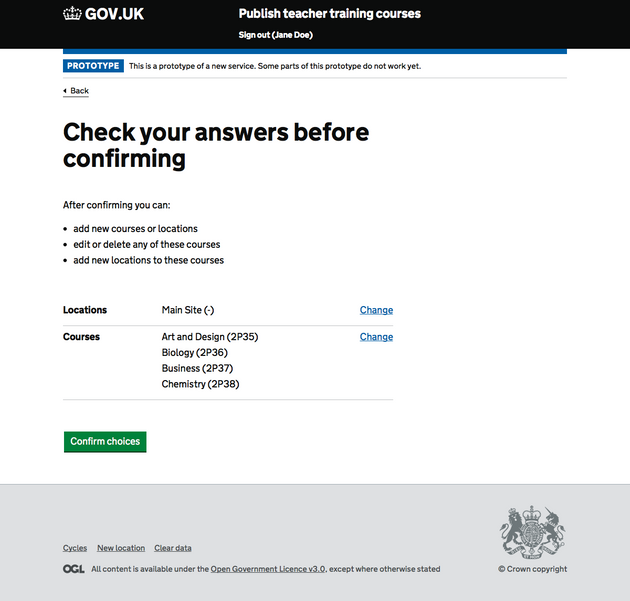 GOV.UK
Publish teacher training courses
Sign out (Jane Doe)
PROTOTYPE This is a prototype of a new service. Some parts of this prototype do not work yet.
Back
Check your answers before
confirming
After confirming you can:
• add new courses or locations
• edit or delete any of these courses
• add new locations to these courses
Locations Main Site (-) Change
Courses Art and Design (2P35) Change
Biology (2P36)
Business (2P37)
Chemistry (2P38)
Confirm choices
Cycles New location Clear data
OGL All content is available under the Open Government Licence v3.0, except where otherwise stated
© Crown copyright